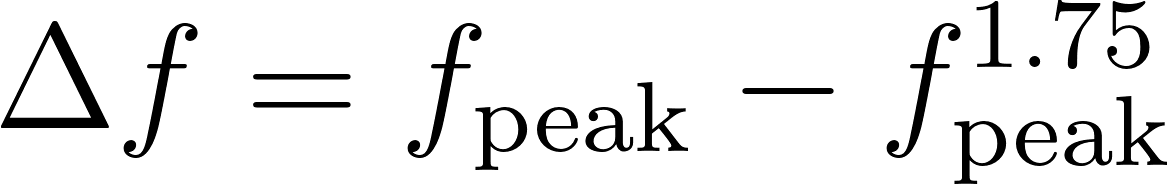 Δf = f_peak − f_peak^1.75